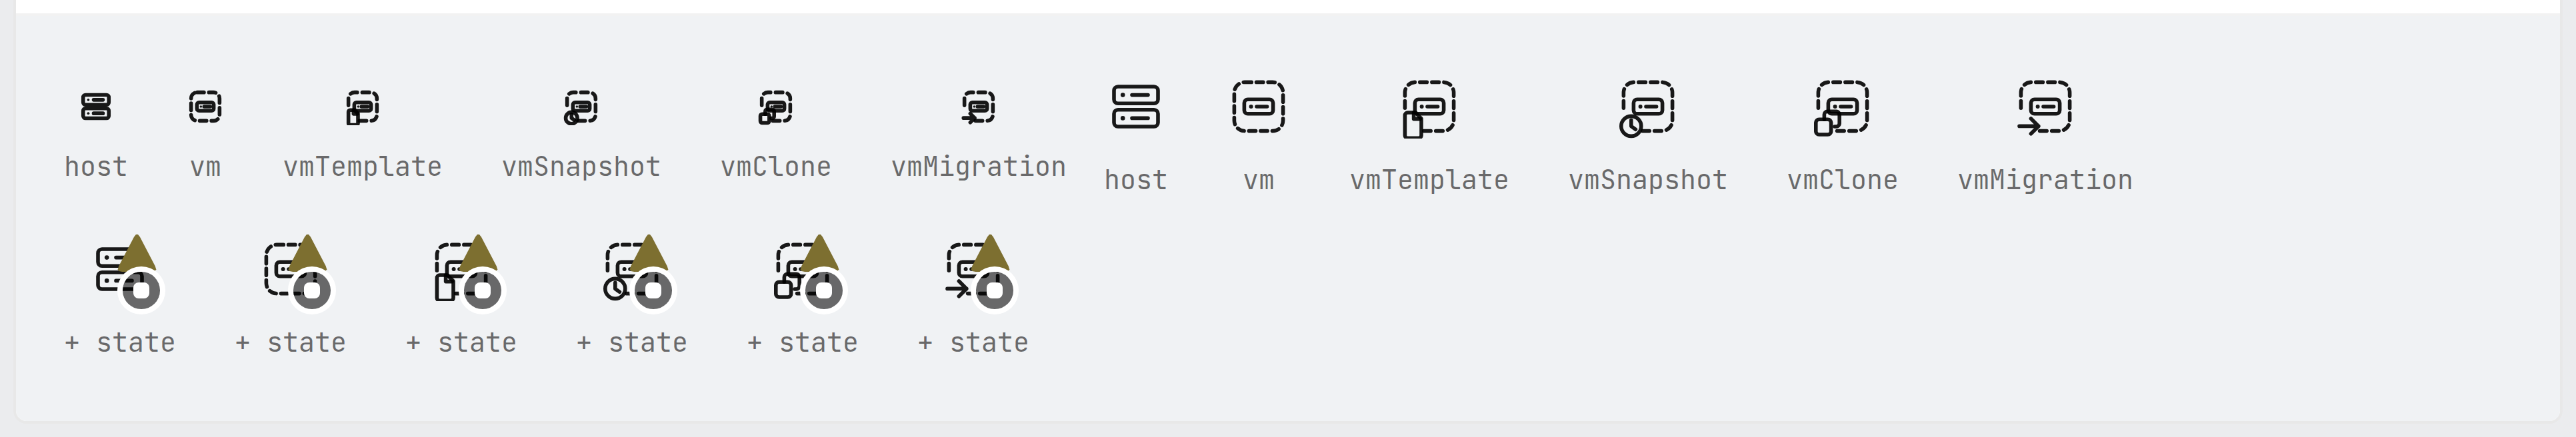 host vm vmTemplate vmSnapshot vmClone vmMigration host vm vmTemplate vmSnapshot vmClone vmMigration
+ state + state + state + state + state + state